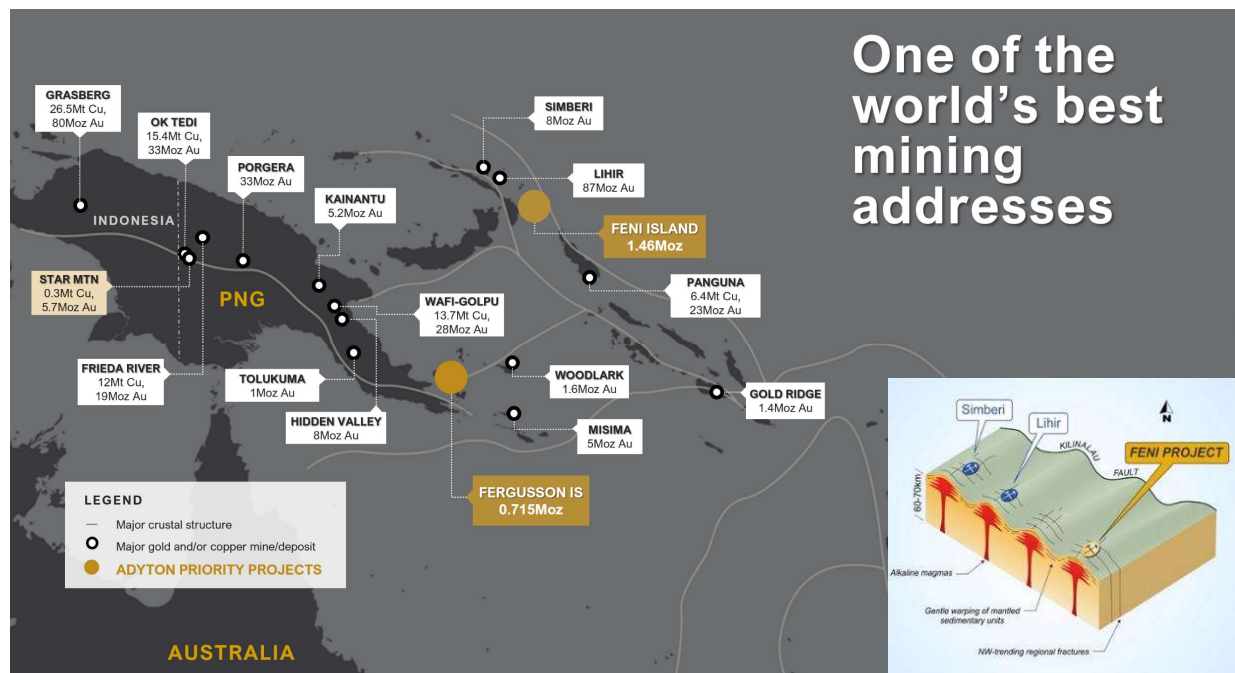 One of the
world's best
mining
addresses
GRASBERG
26.5Mt Cu,
80Moz Au
OK TEDI
15.4Mt Cu,
33Moz Au
PORGERA
33Moz Au
KAINANTU
5.2Moz Au
SIMBERI
8Moz Au
LIHIR
87Moz Au
FENI ISLAND
1.46Moz
INDONESIA
STAR MTN
0.3Mt Cu,
5.7Moz Au
PNG
WAFI-GOLPU
13.7Mt Cu,
28Moz Au
PANGUNA
6.4Mt Cu,
23Moz Au
FRIEDA RIVER
12Mt Cu,
19Moz Au
TOLUKUMA
1Moz Au
HIDDEN VALLEY
8Moz Au
WOODLARK
1.6Moz Au
MISIMA
5Moz Au
GOLD RIDGE
1.4Moz Au
FERGUSSON IS
0.715Moz
LEGEND
Major crustal structure
Major gold and/or copper mine/deposit
ADYTON PRIORITY PROJECTS
AUSTRALIA
Simberi
Lihir
N
KILINALAU
FAULT
FENI PROJECT
60-70km
Alkaline magmas
Gentle warping of mantled
sedimentary units
NW-trending regional fractures